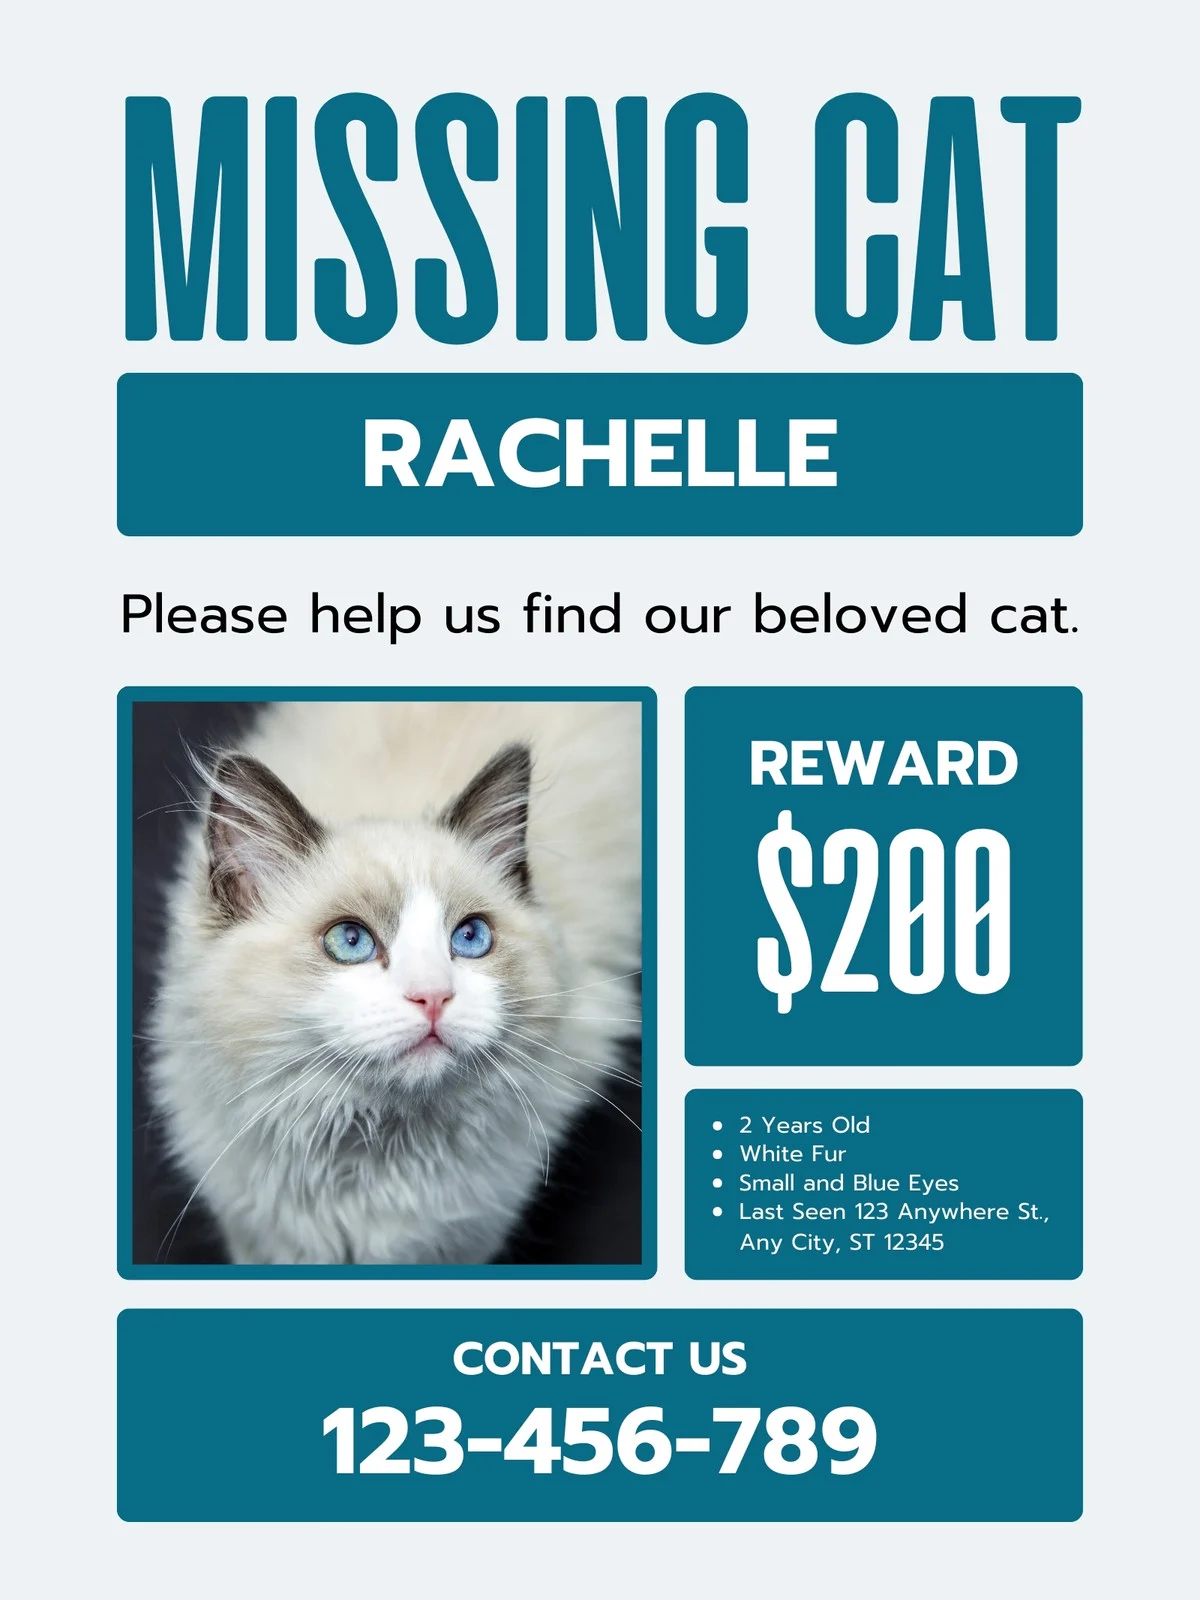 MISSING CAT
RACHELLE
Please help us find our beloved cat.
REWARD
$200
• 2 Years Old
• White Fur
• Small and Blue Eyes
• Last Seen 123 Anywhere St.,
Any City, ST 12345
CONTACT US
123-456-789